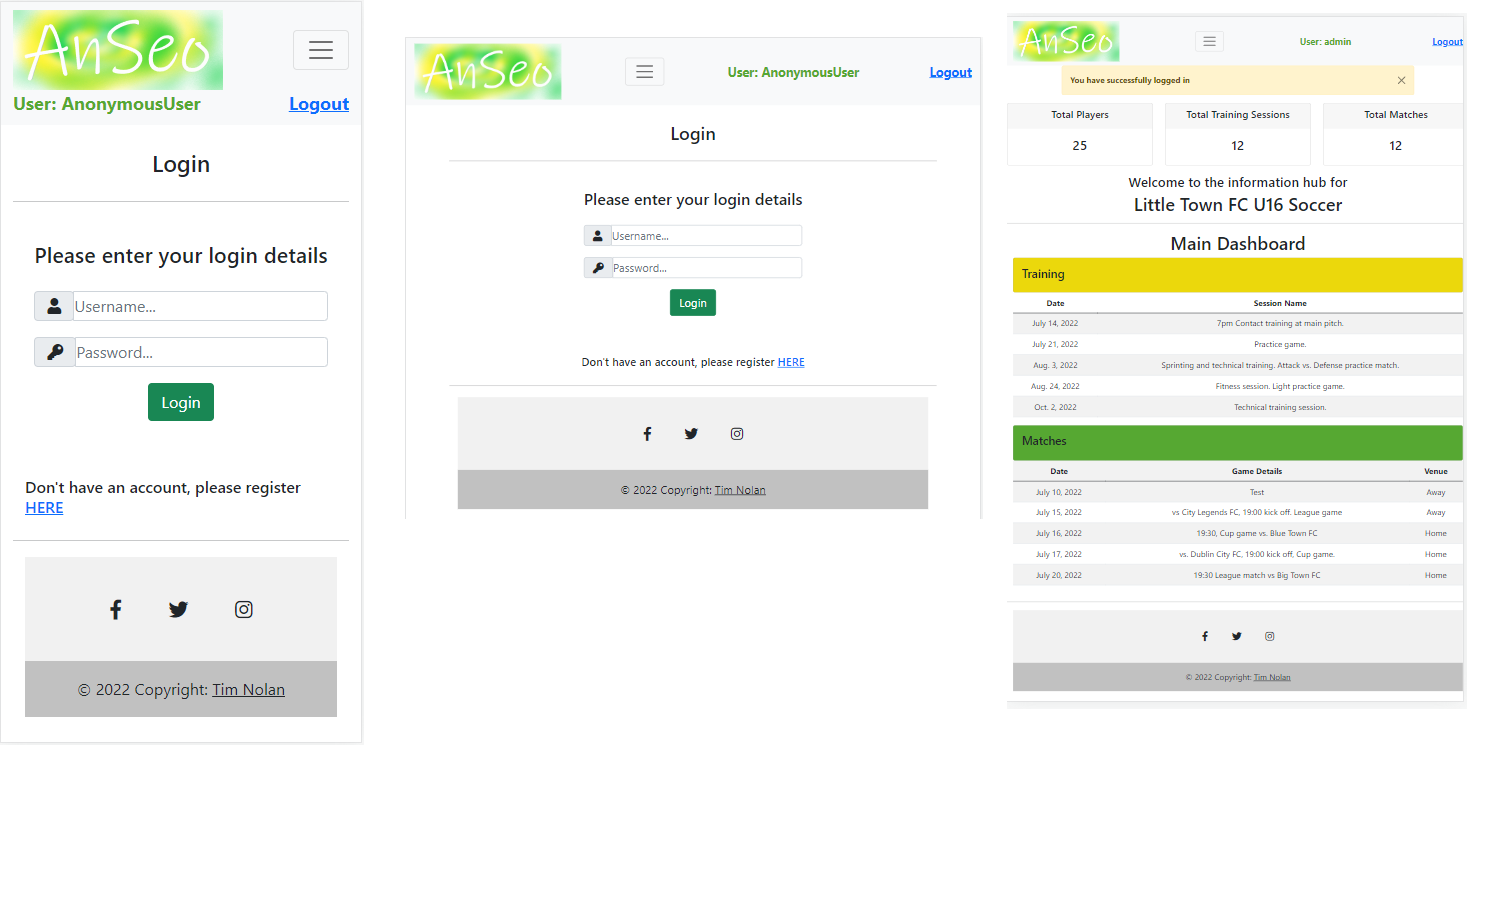 AnSeo
User: AnonymousUser Logout
Login
Please enter your login details
Username...
Password...
Login
Don't have an account, please register
HERE
© 2022 Copyright: Tim Nolan
AnSeo User: AnonymousUser Logout
Login
Please enter your login details
Username...
Password...
Login
Don't have an account, please register HERE
© 2022 Copyright: Tim Nolan
AnSeo User: admin Logout
You have successfully logged in
Total Players Total Training Sessions Total Matches
25 12 12
Welcome to the information hub for
Little Town FC U16 Soccer
Main Dashboard
Training
Date Session Name
July 14, 2022 7pm Contact training at main pitch.
July 21, 2022 Practice game.
Aug. 3, 2022 Sprinting and technical training. Attack vs. Defense practice match.
Aug. 24, 2022 Fitness session. Light practice game.
Oct. 2, 2022 Technical training session.
Matches
Date Game Details Venue
July 10, 2022 Test Away
July 15, 2022 vs City Legends FC, 19:00 kick off. League game Away
July 16, 2022 19:30, Cup game vs. Blue Town FC Home
July 17, 2022 vs. Dublin City FC, 19:00 kick off, Cup game. Home
July 20, 2022 19:30 League match vs Big Town FC Home
© 2022 Copyright: Tim Nolan